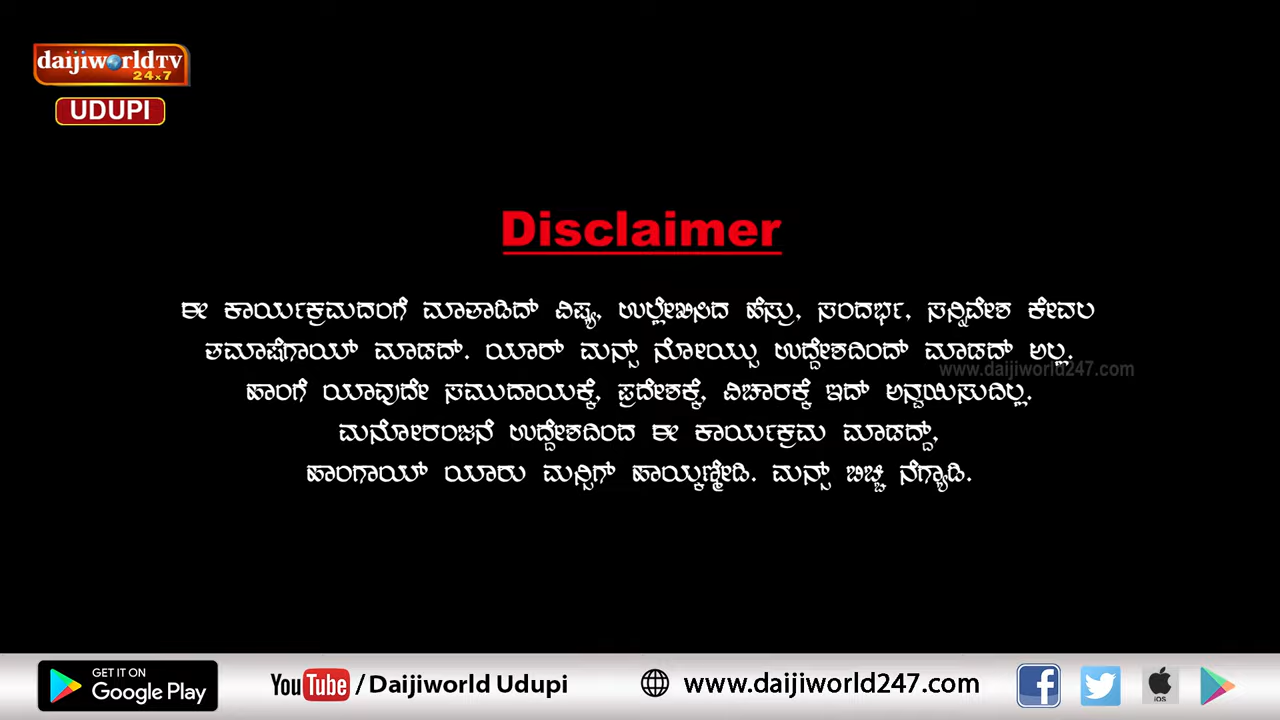 daijiworldTV
24x7
UDUPI
Disclaimer
ಈ ಕಾರ್ಯಕ್ರಮದಂಗೆ ಮಾತಾಡಿದ್ ವಿಷ್ಯ, ಉಲ್ಲೇಖಿಸಿದ ಹೆಸ್ರು, ಸಂದರ್ಭ, ಸನ್ನಿವೇಶ ಕೇವಲ
ತಮಾಷೆಗಾಯ್ ಮಾಡದ್. ಯಾರ್ ಮನ್ಸ್ ನೋಯ್ಸು ಉದ್ದೇಶದಿಂದ್ ಮಾಡದ್ ಅಲ್ಲ.
www.daijiworld247.com
ಹಾಂಗೆ ಯಾವುದೇ ಸಮುದಾಯಕ್ಕೆ, ಪ್ರದೇಶಕ್ಕೆ, ವಿಚಾರಕ್ಕೆ ಇದ್ ಅನ್ವಯಿಸುದಿಲ್ಲ.
ಮನೋರಂಜನೆ ಉದ್ದೇಶದಿಂದ ಈ ಕಾರ್ಯಕ್ರಮ ಮಾಡದ್ದ್,
ಹಾಂಗಾಯ್ ಯಾರು ಮನ್ಸಿಗ್ ಹಾಯ್ಕಣ್ಬೇಡಿ. ಮನ್ಸ್ ಬಿಚ್ಚಿ ನೆಗ್ಯಾಡಿ.
GET IT ON
Google Play
YouTube / Daijiworld Udupi
www.daijiworld247.com
iOS